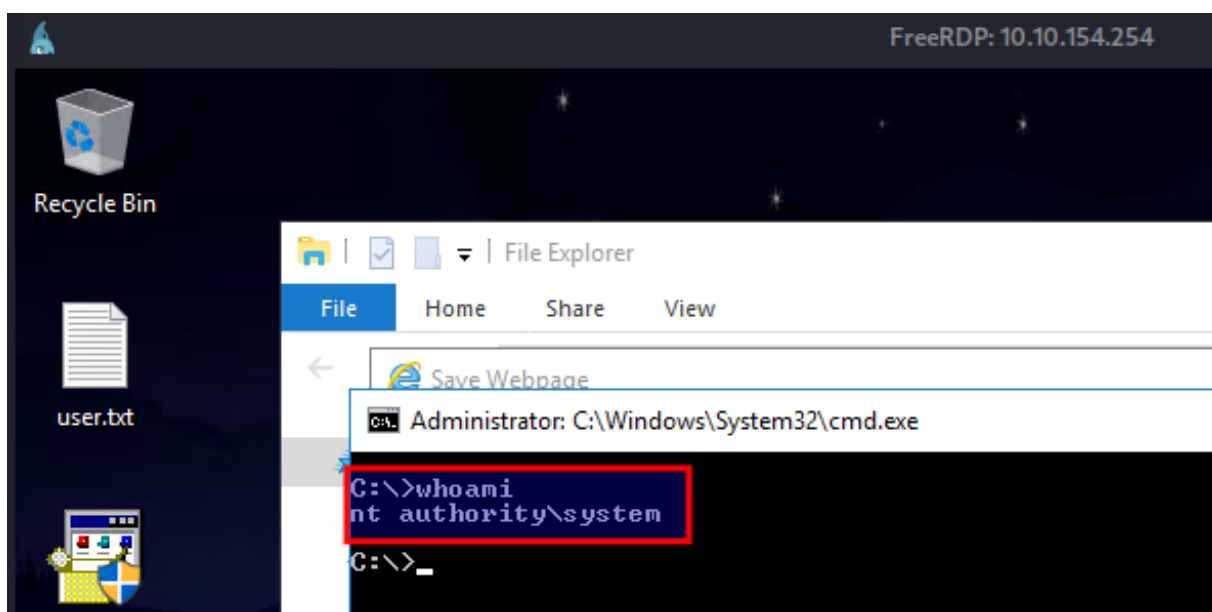 FreeRDP: 10.10.154.254
Recycle Bin
File Explorer
File Home Share View
Save Webpage
user.txt
Administrator: C:\Windows\System32\cmd.exe
C:\>whoami
nt authority\system
C:\>_